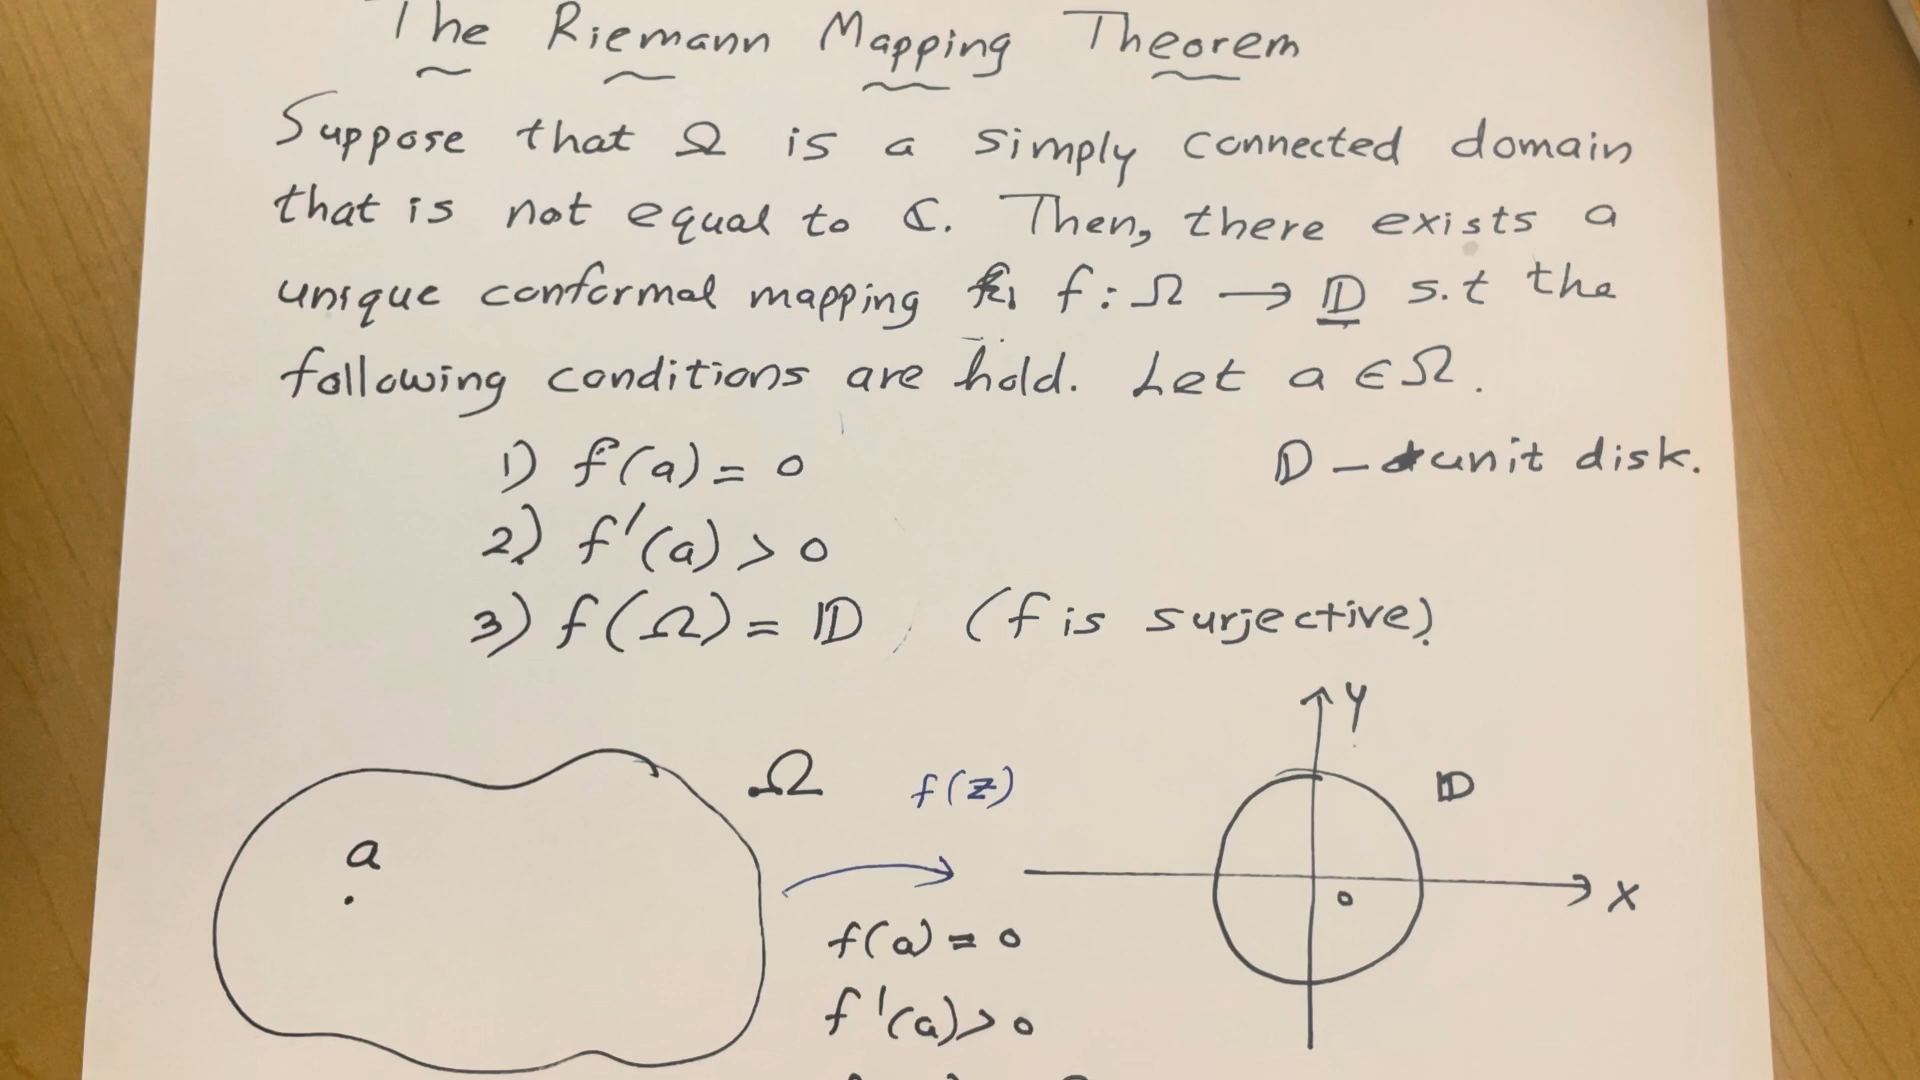 The Riemann Mapping Theorem
Suppose that Ω is a simply connected domain
that is not equal to ℂ. Then, there exists a
unique conformal mapping f: Ω → 𝔻 s.t the
following conditions are hold. Let a ∈ Ω.
1) f(a) = 0
𝔻 – unit disk.
2) f'(a) > 0
3) f(Ω) = 𝔻 (f is surjective)
y
Ω
f(z)
𝔻
a
x
0
f(a) = 0
f'(a) > 0